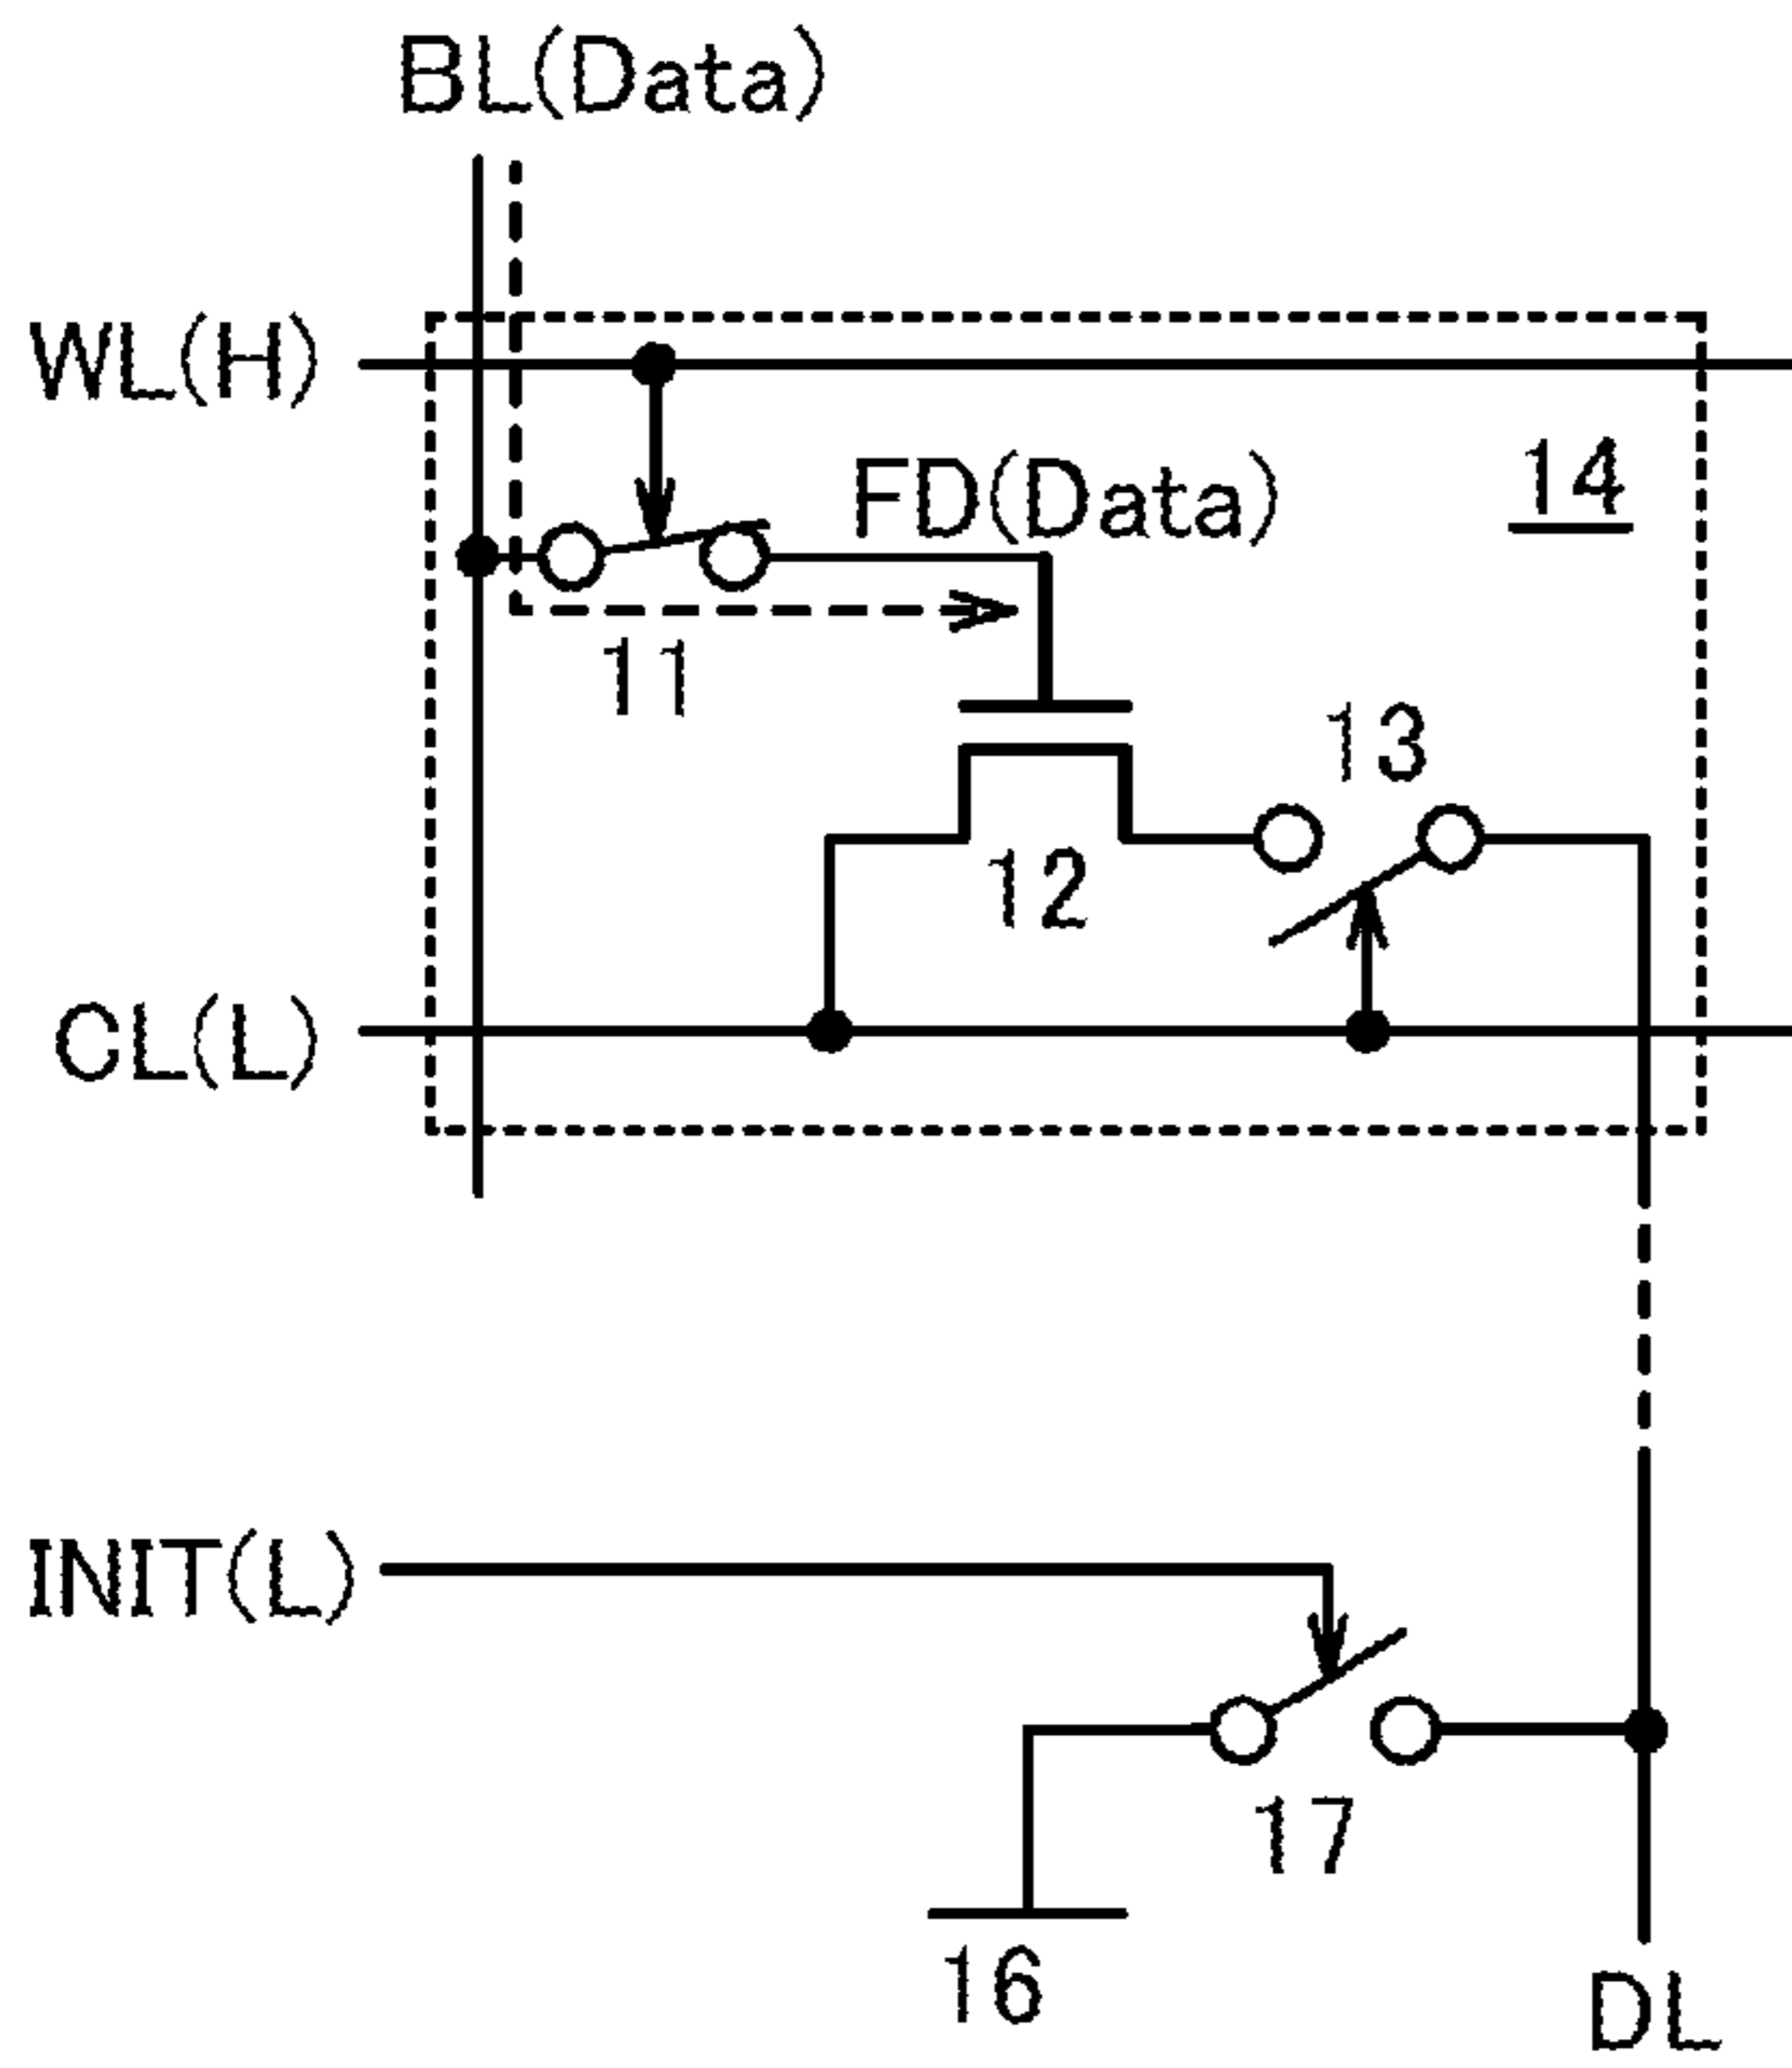 BL(Data)
WL(H)
FD(Data)
14
11
13
12
CL(L)
INIT(L)
17
16
DL